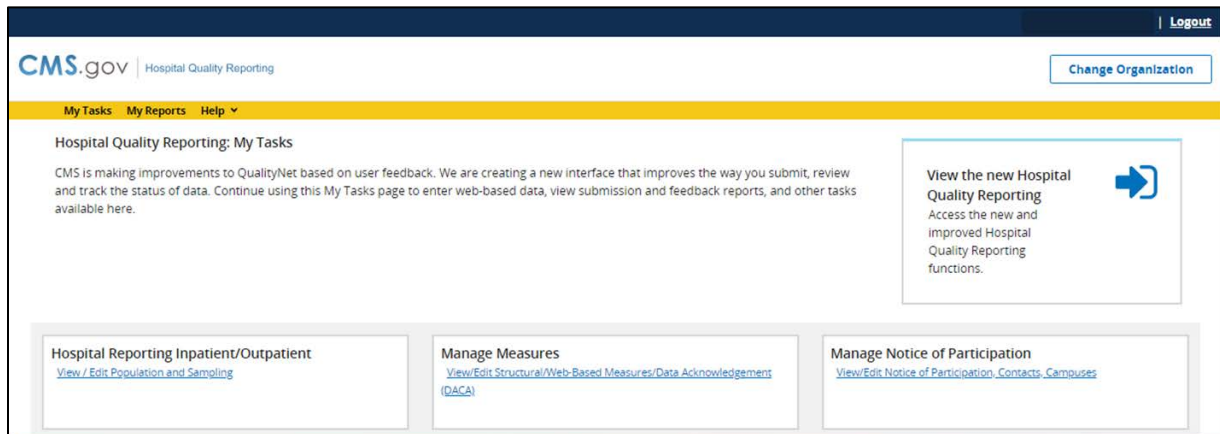 | Logout
CMS.gov | Hospital Quality Reporting
Change Organization
My Tasks My Reports Help
Hospital Quality Reporting: My Tasks
CMS is making improvements to QualityNet based on user feedback. We are creating a new interface that improves the way you submit, review
and track the status of data. Continue using this My Tasks page to enter web-based data, view submission and feedback reports, and other tasks
available here.
View the new Hospital
Quality Reporting
Access the new and
improved Hospital
Quality Reporting
functions.
Hospital Reporting Inpatient/Outpatient
View / Edit Population and Sampling
Manage Measures
View/Edit Structural/Web-Based Measures/Data Acknowledgement
(DACA)
Manage Notice of Participation
View/Edit Notice of Participation, Contacts, Campuses